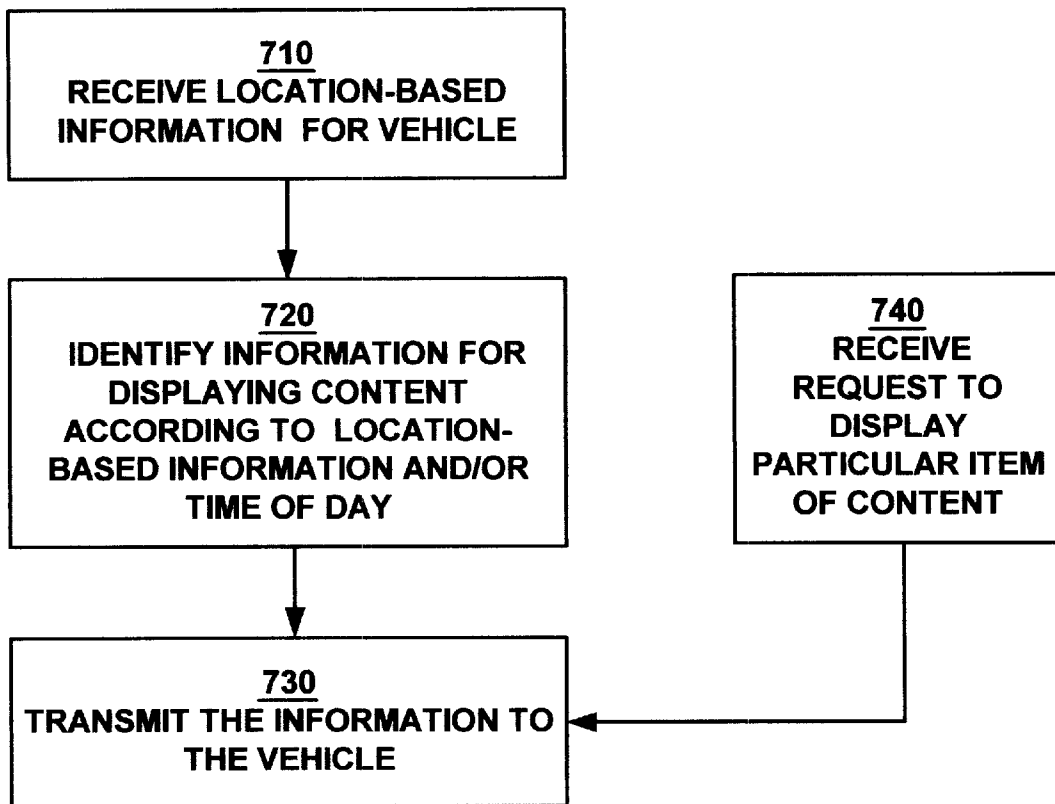 710
RECEIVE LOCATION-BASED
INFORMATION FOR VEHICLE
720
IDENTIFY INFORMATION FOR
DISPLAYING CONTENT
ACCORDING TO LOCATION-
BASED INFORMATION AND/OR
TIME OF DAY
740
RECEIVE
REQUEST TO
DISPLAY
PARTICULAR ITEM
OF CONTENT
730
TRANSMIT THE INFORMATION TO
THE VEHICLE